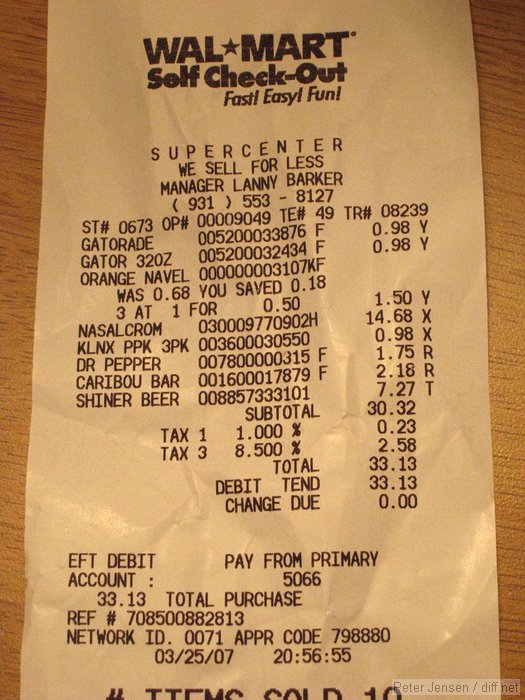 WAL★MART®
Self Check-Out
Fast! Easy! Fun!
SUPERCENTER
WE SELL FOR LESS
MANAGER LANNY BARKER
( 931 ) 553 - 8127
ST# 0673 OP# 00009049 TE# 49 TR# 08239
GATORADE 005200033876 F 0.98 Y
GATOR 32OZ 005200032434 F 0.98 Y
ORANGE NAVEL 000000003107KF
WAS 0.68 YOU SAVED 0.18
3 AT 1 FOR 0.50 1.50 Y
NASALCROM 030009770902H 14.68 X
KLNX PPK 3PK 003600030550 0.98 X
DR PEPPER 007800000315 F 1.75 R
CARIBOU BAR 001600017879 F 2.18 R
SHINER BEER 008857333101 7.27 T
SUBTOTAL 30.32
TAX 1 1.000 % 0.23
TAX 3 8.500 % 2.58
TOTAL 33.13
DEBIT TEND 33.13
CHANGE DUE 0.00
EFT DEBIT PAY FROM PRIMARY
ACCOUNT : 5066
33.13 TOTAL PURCHASE
REF # 708500882813
NETWORK ID. 0071 APPR CODE 798880
03/25/07 20:56:55
# ITEMS SOLD 10
Peter Jensen / diff.net